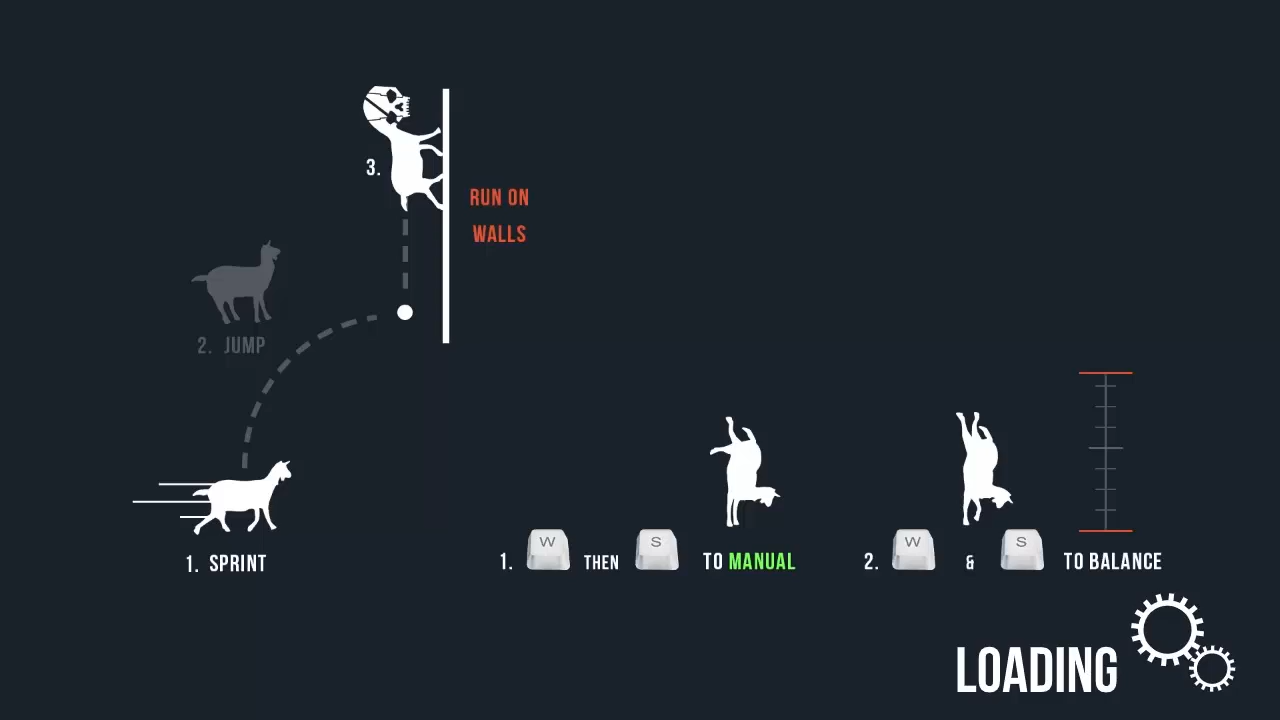 3.
RUN ON
WALLS
2. JUMP
1. SPRINT
1. W THEN S TO MANUAL
2. W & S TO BALANCE
LOADING